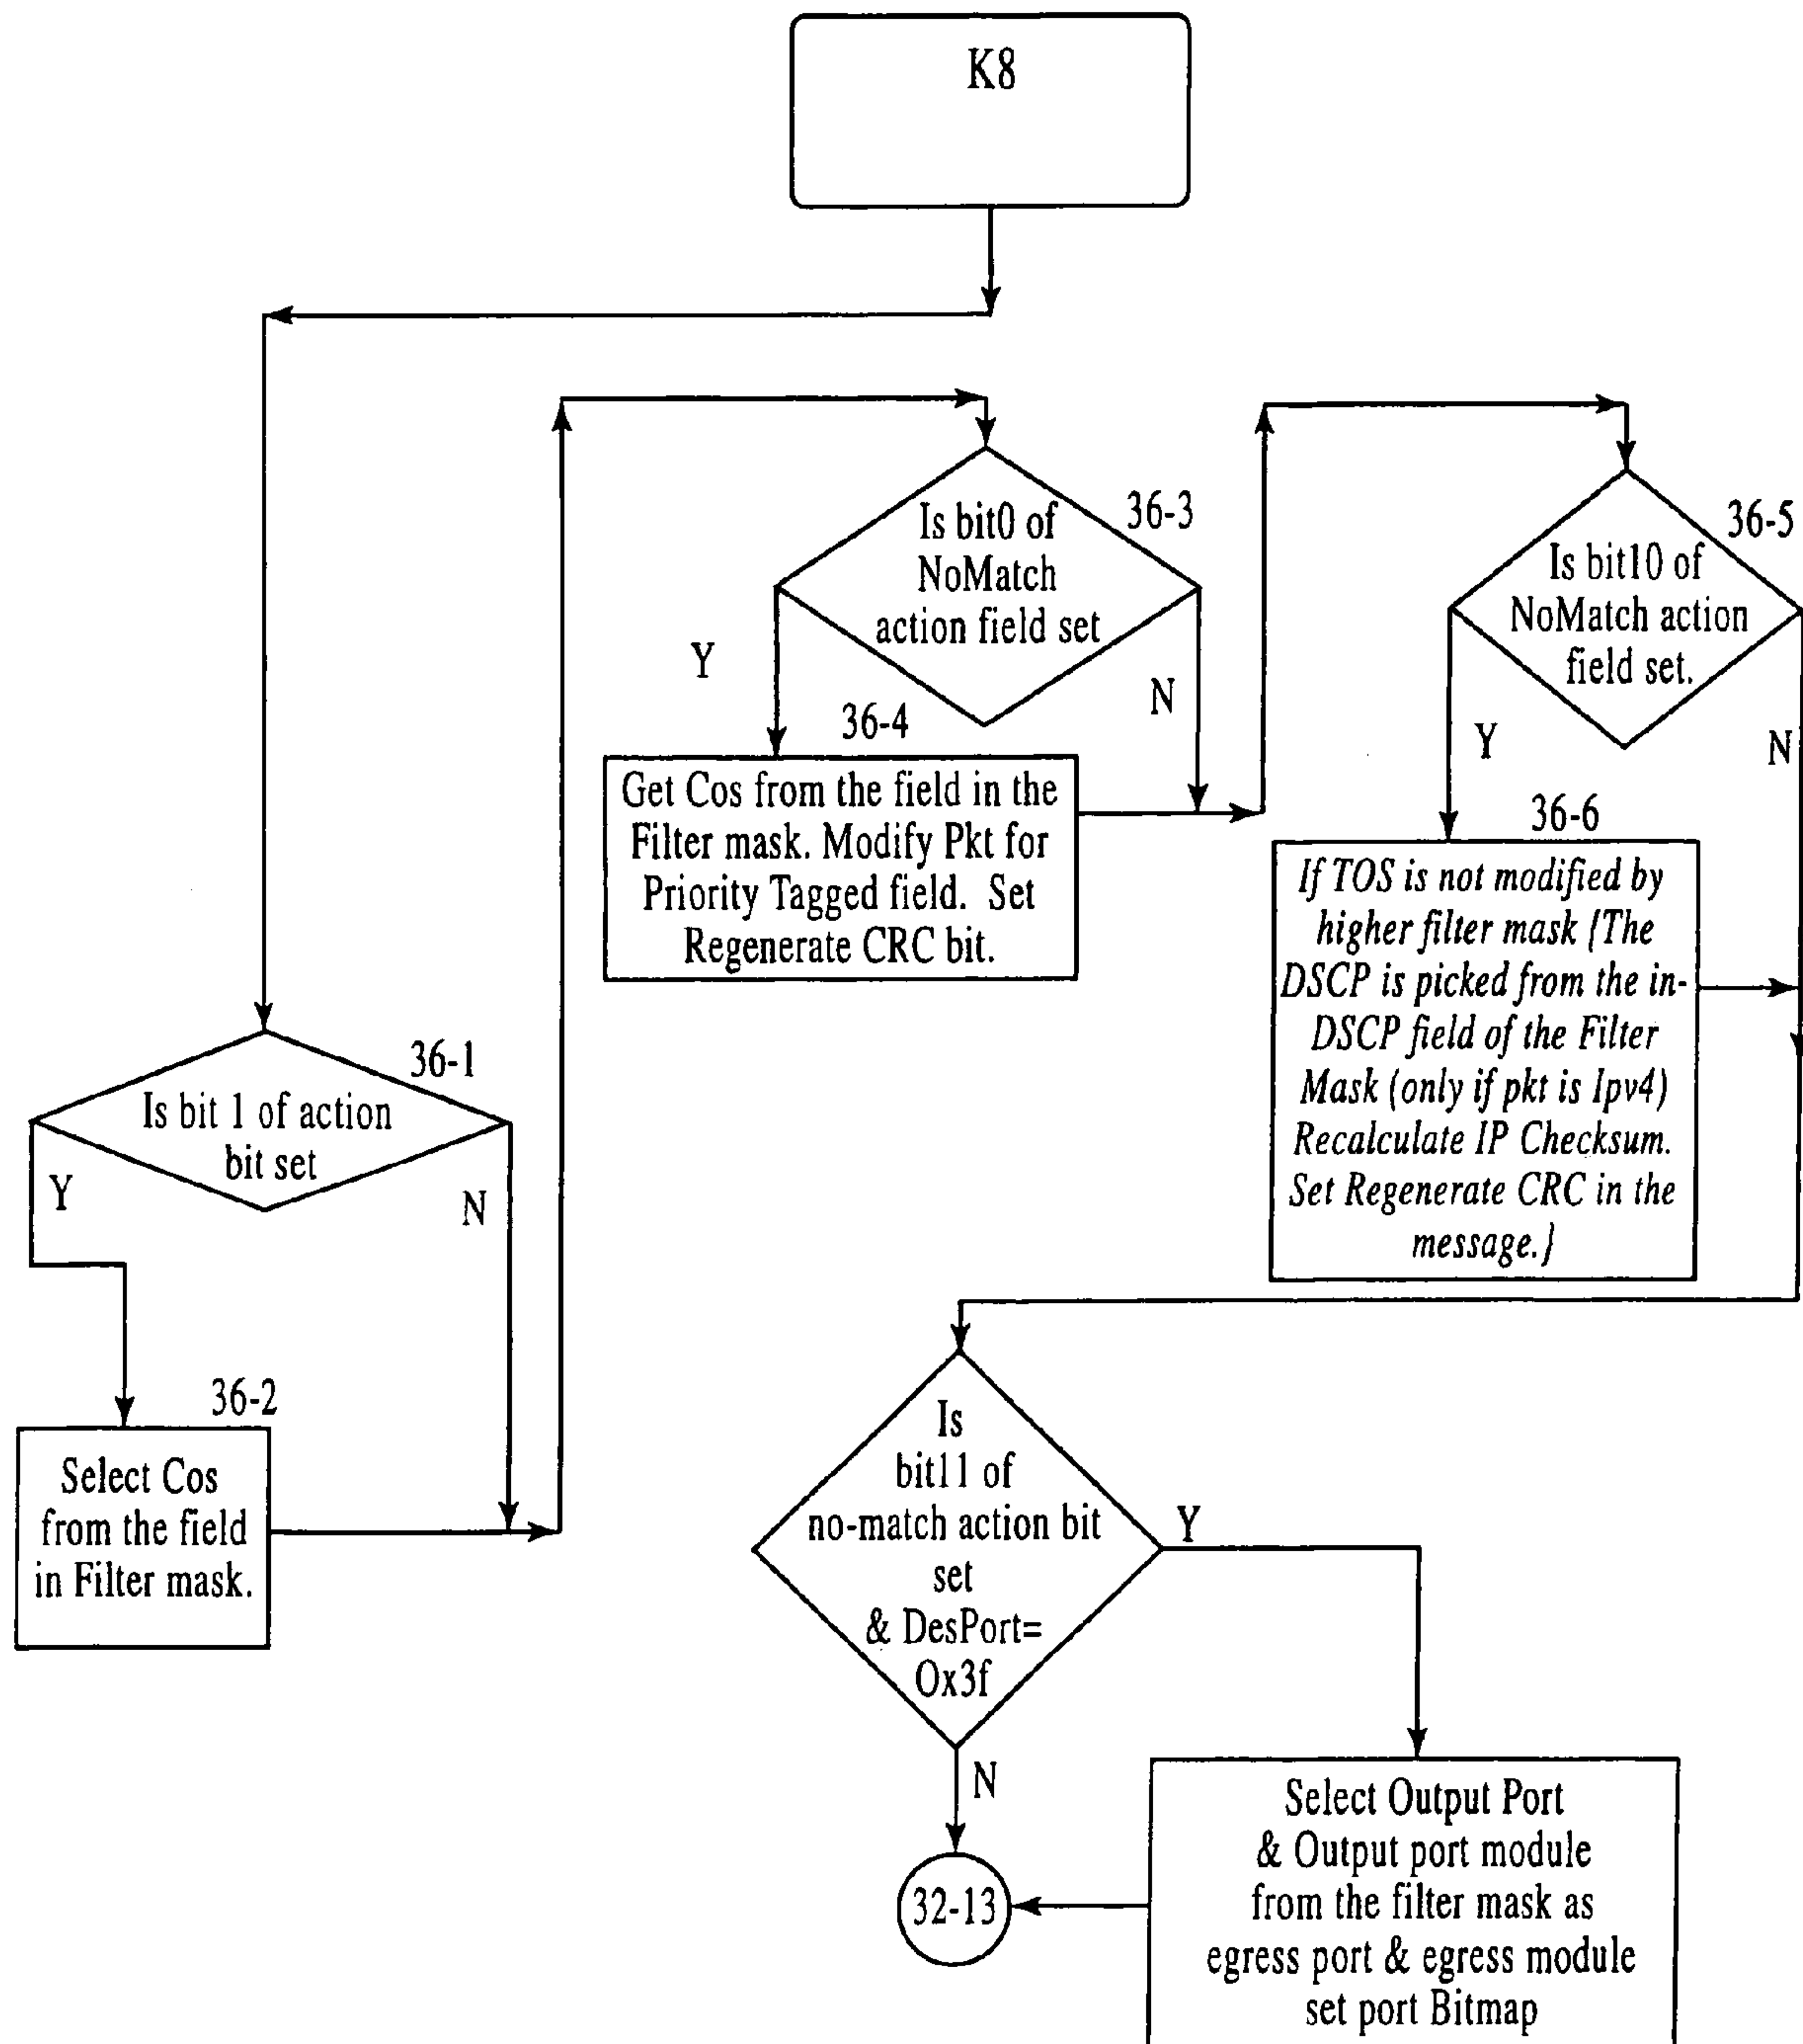 K8
36-1
Is bit 1 of action
bit set
Y
N
36-2
Select Cos
from the field
in Filter mask.
36-3
Is bit0 of
NoMatch
action field set
Y
N
36-4
Get Cos from the field in the
Filter mask. Modify Pkt for
Priority Tagged field. Set
Regenerate CRC bit.
36-5
Is bit10 of
NoMatch action
field set.
Y
N
36-6
If TOS is not modified by
higher filter mask {The
DSCP is picked from the in-
DSCP field of the Filter
Mask (only if pkt is Ipv4)
Recalculate IP Checksum.
Set Regenerate CRC in the
message.}
Is
bit11 of
no-match action bit
set
& DesPort=
Ox3f
Y
N
32-13
Select Output Port
& Output port module
from the filter mask as
egress port & egress module
set port Bitmap